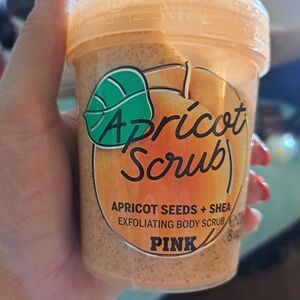 Apricot
Scrub
APRICOT SEEDS + SHEA
EXFOLIATING BODY SCRUB
PINK